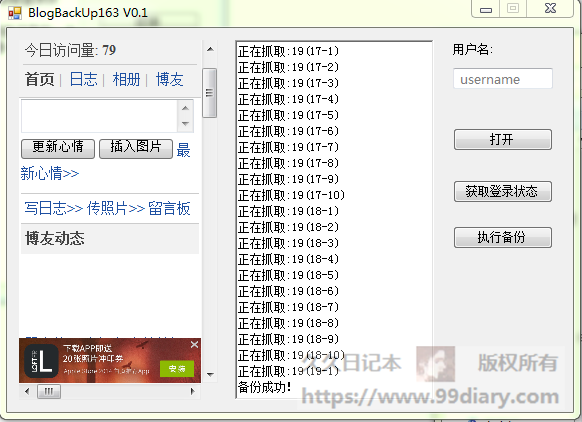 BlogBackUp163 V0.1
今日访问量: 79
首页 | 日志 | 相册 | 博友
更新心情 插入图片 最
新心情>>
写日志>> 传照片>> 留言板
博友动态
下载APP即送
20张照片冲印券
安装
正在抓取:19(17-1)
正在抓取:19(17-2)
正在抓取:19(17-3)
正在抓取:19(17-4)
正在抓取:19(17-5)
正在抓取:19(17-6)
正在抓取:19(17-7)
正在抓取:19(17-8)
正在抓取:19(17-9)
正在抓取:19(17-10)
正在抓取:19(18-1)
正在抓取:19(18-2)
正在抓取:19(18-3)
正在抓取:19(18-4)
正在抓取:19(18-5)
正在抓取:19(18-6)
正在抓取:19(18-7)
正在抓取:19(18-8)
正在抓取:19(18-9)
正在抓取:19(18-10)
正在抓取:19(19-1)
备份成功!
用户名:
username
打开
获取登录状态
执行备份
日记本 版权所有
https://www.99diary.com